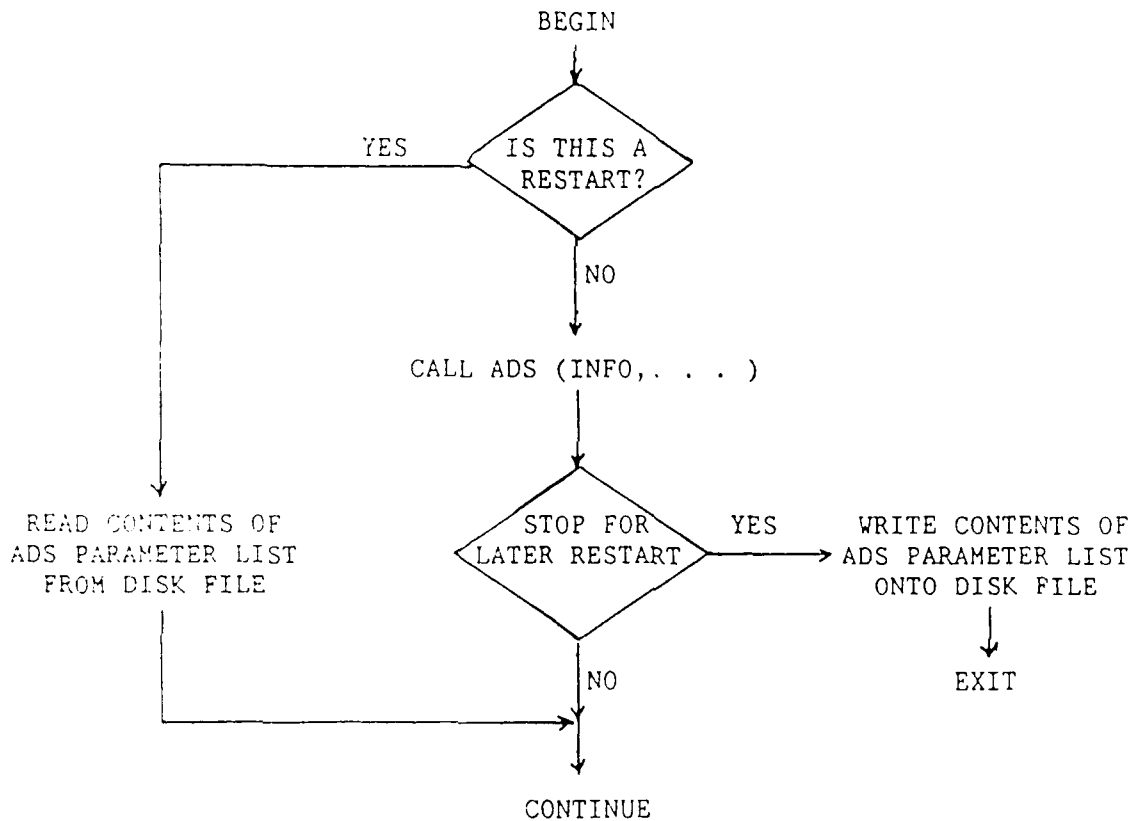 BEGIN
YES
IS THIS A
RESTART?
NO
CALL ADS (INFO,. . . )
READ CONTENTS OF
ADS PARAMETER LIST
FROM DISK FILE
STOP FOR
LATER RESTART
YES
WRITE CONTENTS OF
ADS PARAMETER LIST
ONTO DISK FILE
EXIT
NO
CONTINUE